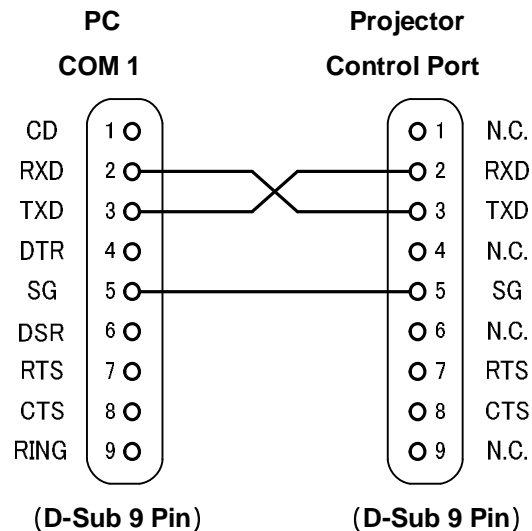 PC Projector
COM 1 Control Port
CD 1 1 N.C.
RXD 2 2 RXD
TXD 3 3 TXD
DTR 4 4 N.C.
SG 5 5 SG
DSR 6 6 N.C.
RTS 7 7 RTS
CTS 8 8 CTS
RING 9 9 N.C.
(D-Sub 9 Pin) (D-Sub 9 Pin)